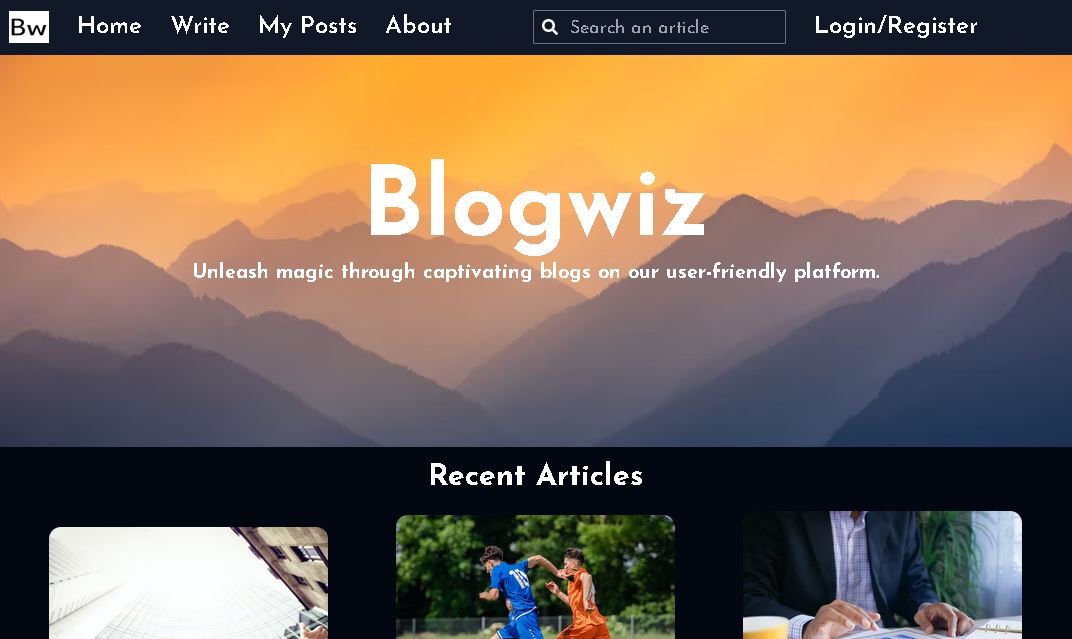 Bw Home Write My Posts About Search an article Login/Register
Blogwiz
Unleash magic through captivating blogs on our user-friendly platform.
Recent Articles